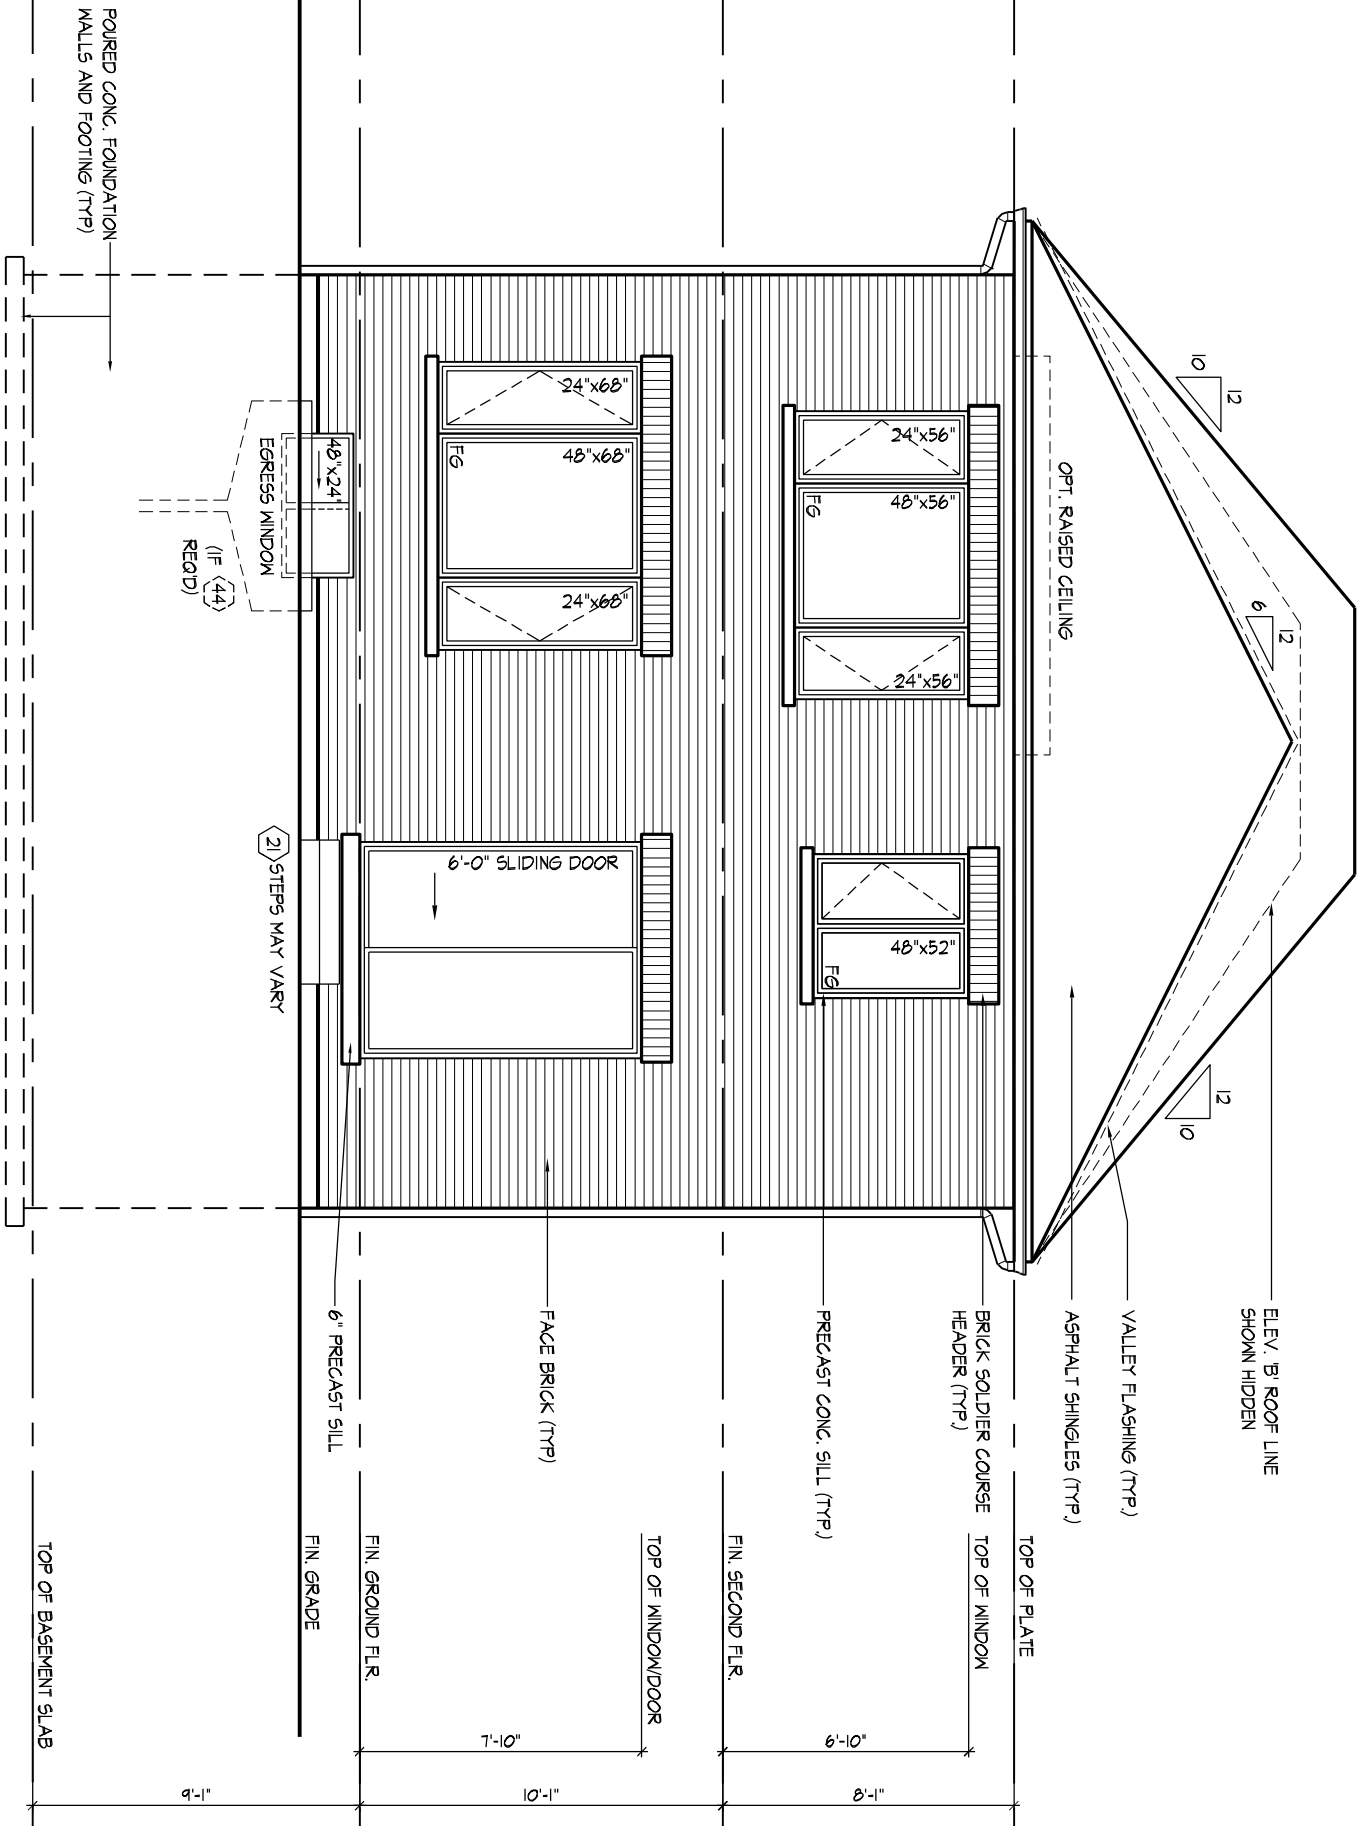 ELEV. 'B' ROOF LINE
SHOWN HIDDEN
VALLEY FLASHING (TYP.)
ASPHALT SHINGLES (TYP.)
12
10
12
6
12
10
OPT. RAISED CEILING
TOP OF PLATE
BRICK SOLDIER COURSE
HEADER (TYP.)
TOP OF WINDOW
24"x56"
48"x56"
FG
24"x56"
48"x52"
FG
PRECAST CONC. SILL (TYP.)
6'-10"
8'-1"
FIN. SECOND FLR.
TOP OF WINDOW/DOOR
24"x68"
48"x68"
FG
24"x68"
6'-0" SLIDING DOOR
FACE BRICK (TYP)
7'-10"
10'-1"
FIN. GROUND FLR.
6" PRECAST SILL
FIN. GRADE
48"x24"
EGRESS WINDOW
(IF 44
REQ'D)
21 STEPS MAY VARY
9'-1"
POURED CONC. FOUNDATION
WALLS AND FOOTING (TYP)
TOP OF BASEMENT SLAB